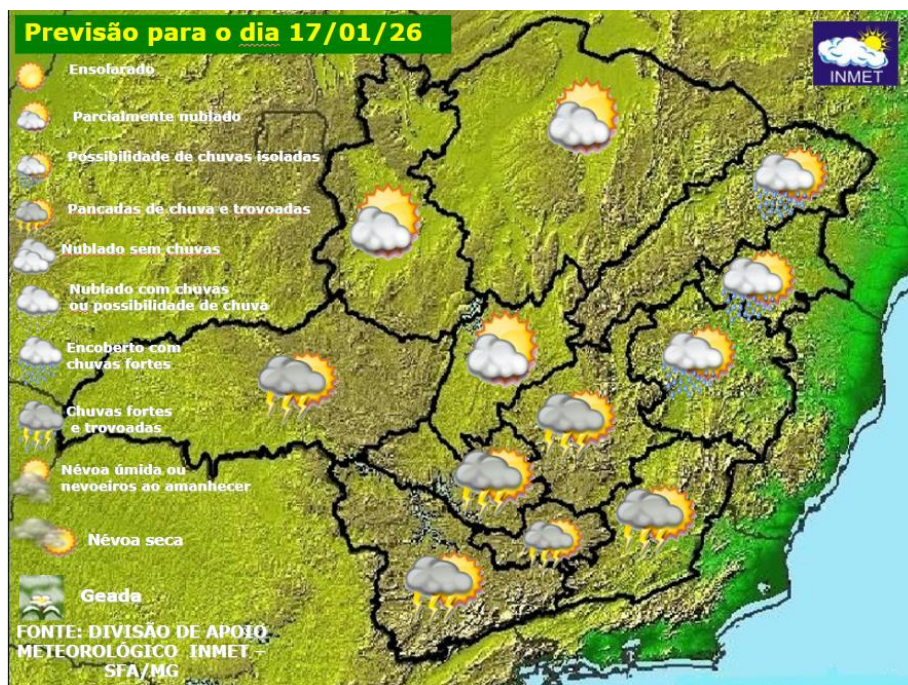 Previsão para o dia 17/01/26
INMET
Ensolarado
Parcialmente nublado
Possibilidade de chuvas isoladas
Pancadas de chuva e trovoadas
Nublado sem chuvas
Nublado com chuvas
ou possibilidade de chuva
Encoberto com
chuvas fortes
Chuvas fortes
e trovoadas
Névoa úmida ou
nevoeiros ao amanhecer
Névoa seca
Geada
FONTE: DIVISÃO DE APOIO
METEOROLÓGICO INMET –
SFA/MG